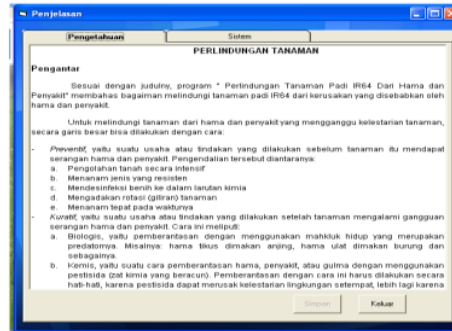 Penjelasan
Pengetahuan Sistem
PERLINDUNGAN TANAMAN
Pengantar
Sesuai dengan judulny, program " Perlindungan Tanaman Padi IR64 Dari Hama dan
Penyakit" membahas bagaiman melindungi tanaman padi IR64 dari kerusakan yang disebabkan oleh
hama dan penyakit.
Untuk melindungi tanaman dari hama dan penyakit yang mengganggu kelestarian tanaman,
secara garis besar bisa dilakukan dengan cara:
- Preventif, yaitu suatu usaha atau tindakan yang dilakukan sebelum tanaman itu mendapat
serangan hama dan penyakit. Pengendalian tersebut diantaranya:
a. Pengolahan tanah secara intensif
b. Menanam jenis yang resisten
c. Mendesinfeksi benih ke dalam larutan kimia
d. Mengadakan rotasi (giliran) tanaman
e. Menanam tepat pada waktunya
- Kuratif, yaitu suatu usaha atau tindakan yang dilakukan setelah tanaman mengalami gangguan
serangan hama dan penyakit. Cara ini meliputi:
a. Biologis, yaitu pemberantasan dengan menggunakan mahkluk hidup yang merupakan
predatornya. Misalnya: hama tikus dimakan anjing, hama ulat dimakan burung dan
sebagainya.
b. Kemis, yaitu suatu cara pemberantasan hama, penyakit, atau gulma dengan menggunakan
pestisida (zat kimia yang beracun). Pemberantasan dengan cara ini harus dilakukan secara
hati-hati, karena pestisida dapat merusak kelestarian lingkungan setempat, lebih lagi karena
Simpan Keluar